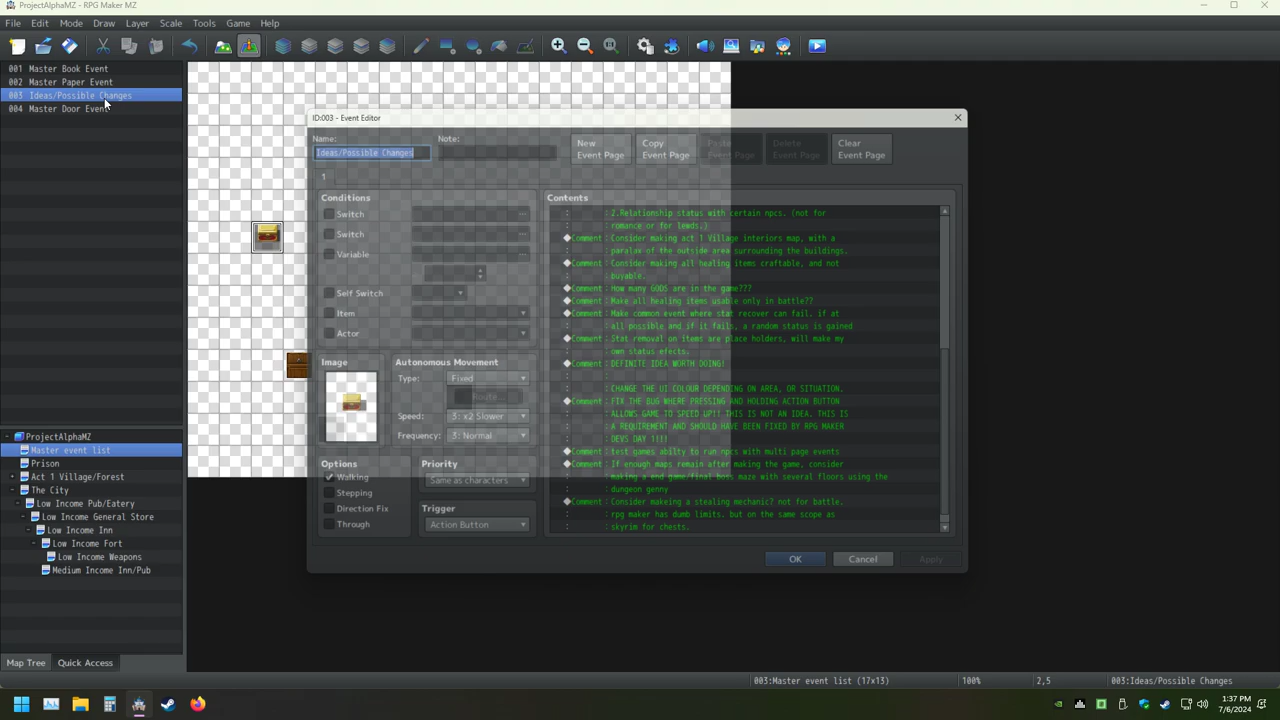 ProjectAlphaMZ - RPG Maker MZ
File Edit Mode Draw Layer Scale Tools Game Help
001 Master Book Event
002 Master Paper Event
003 Ideas/Possible Changes
004 Master Door Event
ID:003 - Event Editor
Name: Note:
Ideas/Possible Changes
New Event Page
Copy Event Page
Paste Event Page
Delete Event Page
Clear Event Page
1
Conditions
Switch ...
Switch ...
Variable ...
Self Switch
Item
Actor
Image
Autonomous Movement
Type: Fixed
Route...
Speed: 3: x2 Slower
Frequency: 3: Normal
Options
Walking
Stepping
Direction Fix
Through
Priority
Same as characters
Trigger
Action Button
Contents
: : 2.Relationship status with certain npcs. (not for
: : romance or for lewds.)
◆Comment : Consider making act 1 Village interiors map, with a
: : paralax of the outside area surrounding the buildings.
◆Comment : Consider making all healing items craftable, and not
: : buyable.
◆Comment : How many GODS are in the game???
◆Comment : Make all healing items usable only in battle??
◆Comment : Make common event where stat recover can fail, if at
: : all possible and if it fails, a random status is gained
◆Comment : Stat removal on items are place holders, will make my
: : own status efects.
◆Comment : DEFINITE IDEA WORTH DOING!
:
: : CHANGE THE UI COLOUR DEPENDING ON AREA, OR SITUATION.
◆Comment : FIX THE BUG WHERE PRESSING AND HOLDING ACTION BUTTON
: : ALLOWS GAME TO SPEED UP!! THIS IS NOT AN IDEA. THIS IS
: : A REQUIREMENT AND SHOULD HAVE BEEN FIXED BY RPG MAKER
: : DEVS DAY 1!!!
◆Comment : test games abilty to run npcs with multi page events
◆Comment : If enough maps remain after making the game, consider
: : making a end game/final boss maze with several floors using the
: : dungeon genny
◆Comment : Consider makeing a stealing mechanic? not for battle.
: : rpg maker has dumb limits, but on the same scope as
: : skyrim for chests.
OK Cancel Apply
ProjectAlphaMZ
Master event list
Prison
Act 1 Village/Forest
The City
Low Income Pub/Eatery
Low Income General Store
Low Income Inn
Low Income Fort
Low Income Weapons
Medium Income Inn/Pub
Map Tree Quick Access
003:Master event list (17x13) 100% 2,5 003:Ideas/Possible Changes
1:37 PM
7/6/2024